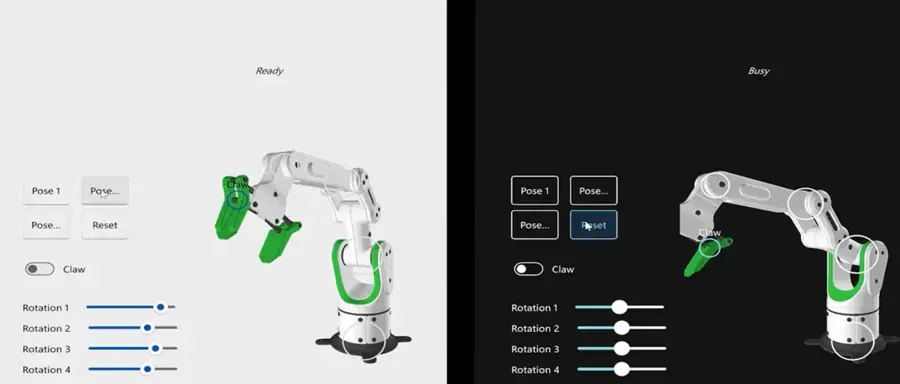 Ready
Pose 1
Pose...
Pose...
Reset
Claw
Claw
Rotation 1
Rotation 2
Rotation 3
Rotation 4
Busy
Pose 1
Pose...
Pose...
Reset
Claw
Claw
Rotation 1
Rotation 2
Rotation 3
Rotation 4